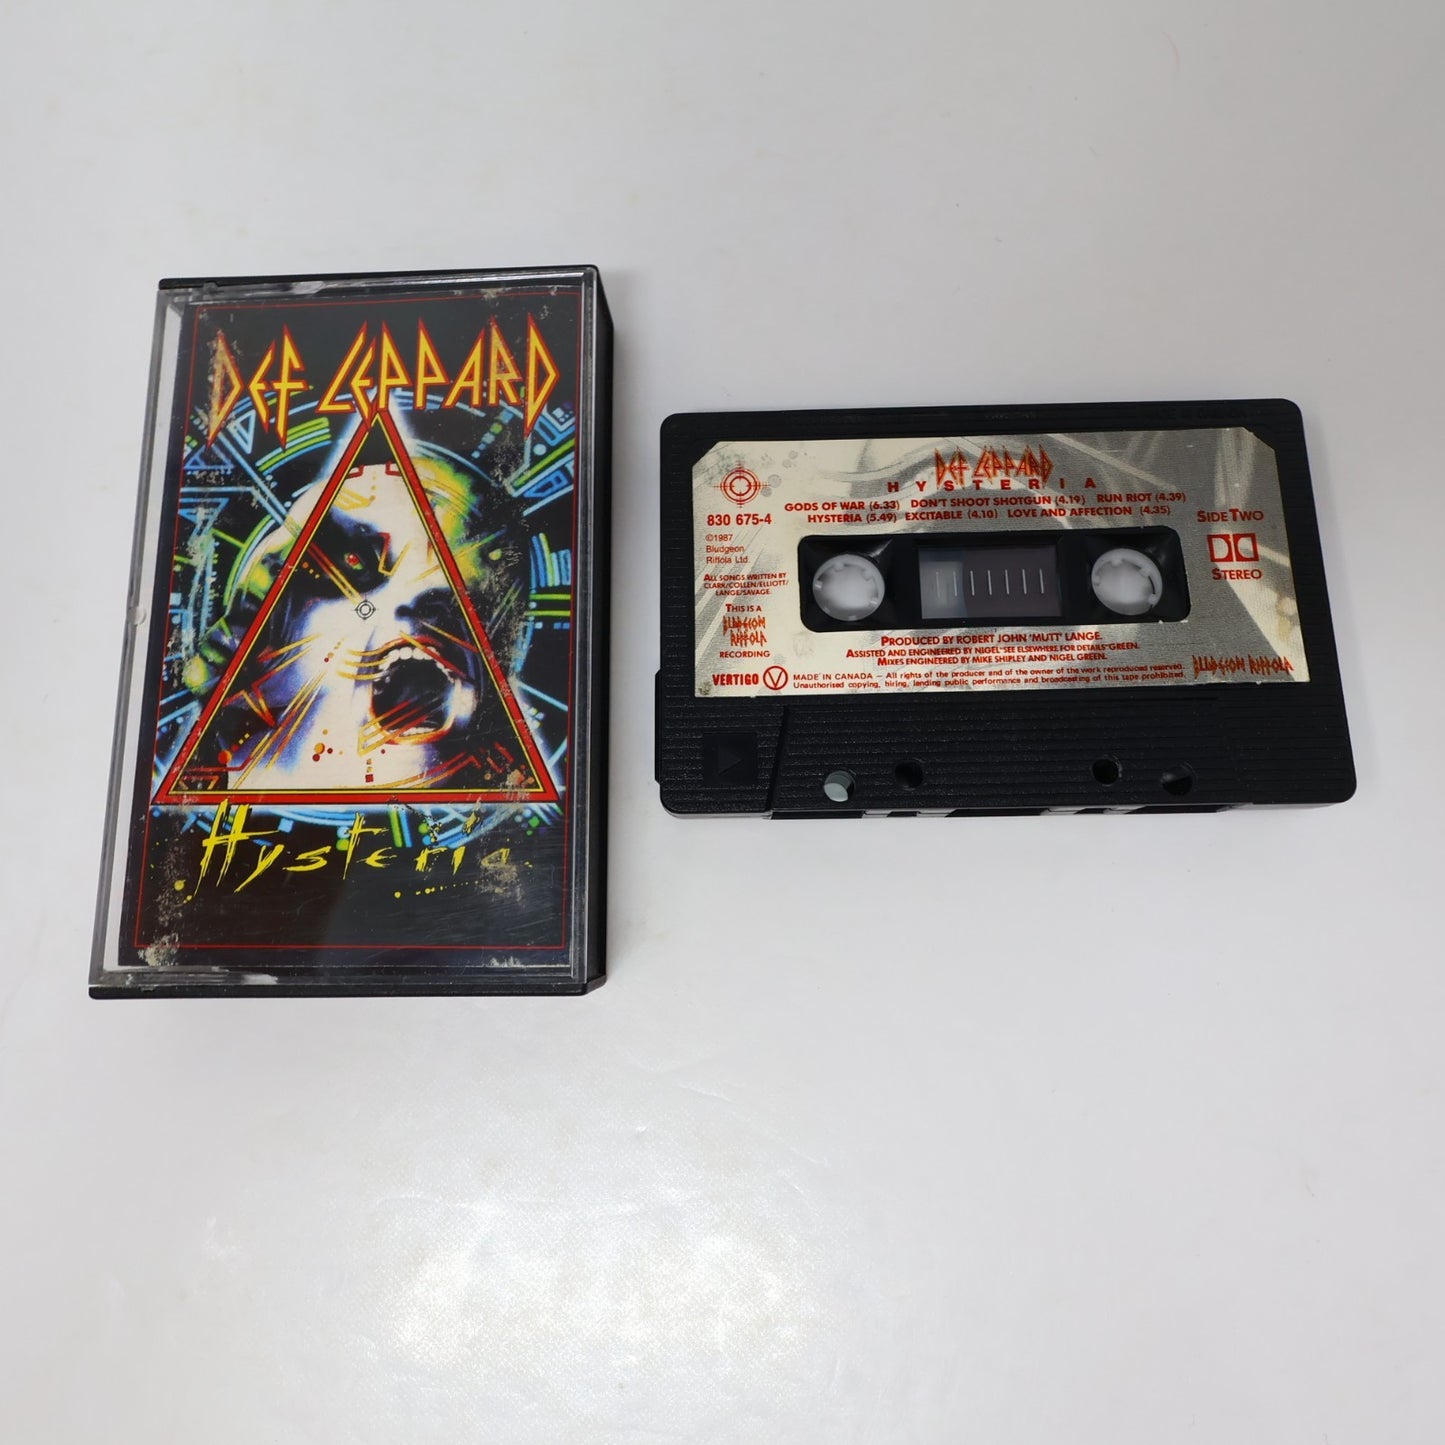 DEF LEPPARD
Hysteria
DEF LEPPARD
HYSTERIA
GODS OF WAR (6.33) DON'T SHOOT SHOTGUN (4.19) RUN RIOT (4.39)
HYSTERIA (5.49) EXCITABLE (4.10) LOVE AND AFFECTION (4.35)
830 675-4
©1987
Bludgeon
Riffola Ltd.
ALL SONGS WRITTEN BY
CLARK/COLLEN/ELLIOTT/
LANGE/SAVAGE.
THIS IS A
BLUDGEON
RIFFOLA
RECORDING
SIDE TWO
STEREO
PRODUCED BY ROBERT JOHN 'MUTT' LANGE.
ASSISTED AND ENGINEERED BY NIGEL "SEE ELSEWHERE FOR DETAILS" GREEN.
MIXES ENGINEERED BY MIKE SHIPLEY AND NIGEL GREEN.
VERTIGO V
MADE IN CANADA – All rights of the producer and of the owner of the work reproduced reserved.
Unauthorised copying, hiring, lending public performance and broadcasting of this tape prohibited.
BLUDGEON RIFFOLA